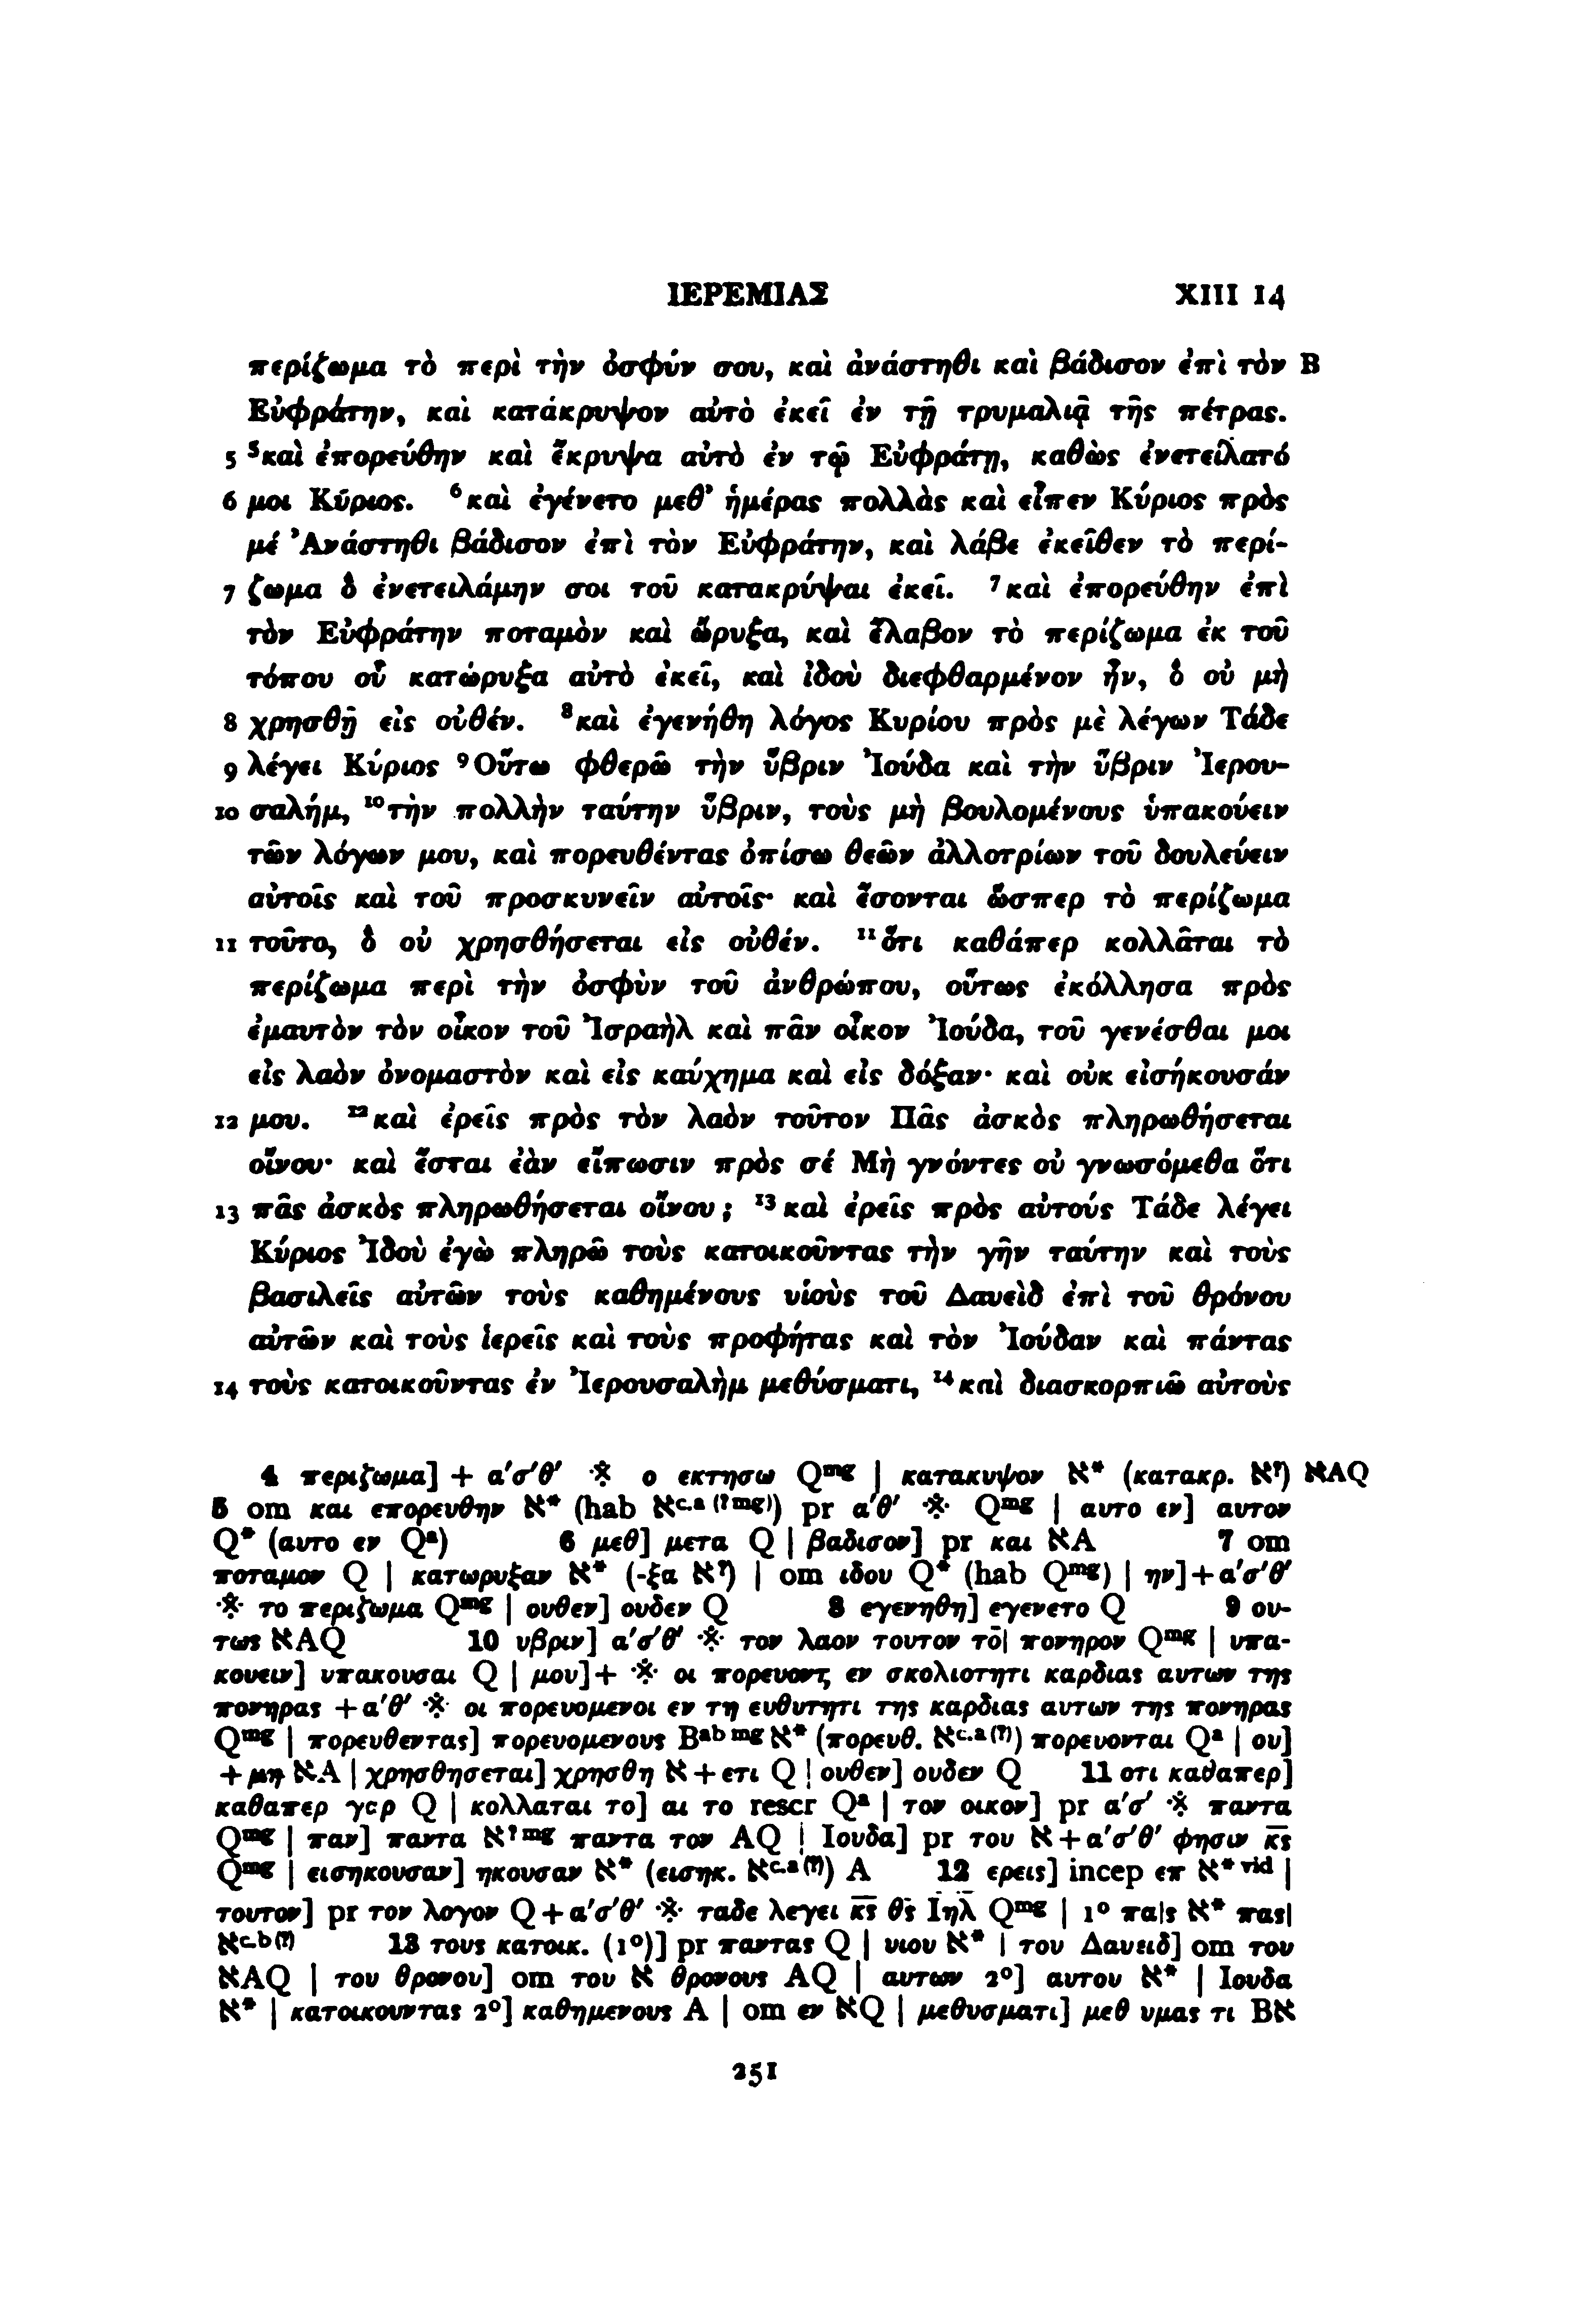 ΙΕΡΕΜΙΑΣ XIII 14
περίζωμα τὸ περὶ τὴν ὀσφύν σου, καὶ ἀνάστηθι καὶ βάδισον ἐπὶ τὸν B
Εὐφράτην, καὶ κατάκρυψον αὐτὸ ἐκεῖ ἐν τῇ τρυμαλιᾷ τῆς πέτρας.
5 ⁵καὶ ἐπορεύθην καὶ ἔκρυψα αὐτὸ ἐν τῷ Εὐφράτῃ, καθὼς ἐνετείλατό
6 μοι Κύριος. ⁶καὶ ἐγένετο μεθ᾽ ἡμέρας πολλὰς καὶ εἶπεν Κύριος πρὸς
μέ Ἀνάστηθι βάδισον ἐπὶ τὸν Εὐφράτην, καὶ λάβε ἐκεῖθεν τὸ περί-
7 ζωμα ὃ ἐνετειλάμην σοι τοῦ κατακρύψαι ἐκεῖ. ⁷καὶ ἐπορεύθην ἐπὶ
τὸν Εὐφράτην ποταμὸν καὶ ὤρυξα, καὶ ἔλαβον τὸ περίζωμα ἐκ τοῦ
τόπου οὗ κατώρυξα αὐτὸ ἐκεῖ, καὶ ἰδοὺ διεφθαρμένον ἦν, ὃ οὐ μὴ
8 χρησθῇ εἰς οὐθέν. ⁸καὶ ἐγενήθη λόγος Κυρίου πρὸς μὲ λέγων Τάδε
9 λέγει Κύριος ⁹Οὕτω φθερῶ τὴν ὕβριν Ἰούδα καὶ τὴν ὕβριν Ἰερου-
10 σαλήμ, ¹⁰τὴν πολλὴν ταύτην ὕβριν, τοὺς μὴ βουλομένους ὑπακούειν
τῶν λόγων μου, καὶ πορευθέντας ὀπίσω θεῶν ἀλλοτρίων τοῦ δουλεύειν
αὐτοῖς καὶ τοῦ προσκυνεῖν αὐτοῖς· καὶ ἔσονται ὥσπερ τὸ περίζωμα
11 τοῦτο, ὃ οὐ χρησθήσεται εἰς οὐθέν. ¹¹ὅτι καθάπερ κολλᾶται τὸ
περίζωμα περὶ τὴν ὀσφὺν τοῦ ἀνθρώπου, οὕτως ἐκόλλησα πρὸς
ἐμαυτὸν τὸν οἶκον τοῦ Ἰσραὴλ καὶ πᾶν οἶκον Ἰούδα, τοῦ γενέσθαι μοι
εἰς λαὸν ὀνομαστὸν καὶ εἰς καύχημα καὶ εἰς δόξαν· καὶ οὐκ εἰσήκουσάν
12 μου. ¹²καὶ ἐρεῖς πρὸς τὸν λαὸν τοῦτον Πᾶς ἀσκὸς πληρωθήσεται
οἴνου· καὶ ἔσται ἐὰν εἴπωσιν πρὸς σέ Μὴ γνόντες οὐ γνωσόμεθα ὅτι
13 πᾶς ἀσκὸς πληρωθήσεται οἴνου; ¹³καὶ ἐρεῖς πρὸς αὐτούς Τάδε λέγει
Κύριος Ἰδοὺ ἐγὼ πληρῶ τοὺς κατοικοῦντας τὴν γῆν ταύτην καὶ τοὺς
βασιλεῖς αὐτῶν τοὺς καθημένους υἱοὺς τοῦ Δαυεὶδ ἐπὶ τοῦ θρόνου
αὐτῶν καὶ τοὺς ἱερεῖς καὶ τοὺς προφήτας καὶ τὸν Ἰούδαν καὶ πάντας
14 τοὺς κατοικοῦντας ἐν Ἰερουσαλὴμ μεθύσματι, ¹⁴καὶ διασκορπιῶ αὐτοὺς
4 περιζωμα] + α′σ′θ′ ※ ο εκτησω Qᵐᵍ | κατακυψον ℵ* (κατακρ. ℵ?) ℵAQ
5 om και επορευθην ℵ* (hab ℵc.a (?mg)) pr α′θ′ ※ Qᵐᵍ | αυτο εν] αυτον
Q* (αυτο εν Qᵃ) 6 μεθ] μετα Q | βαδισον] pr και ℵA 7 om
ποταμον Q | κατωρυξαν ℵ* (-ξα ℵ?) | om ιδου Q* (hab Qᵐᵍ) | ην]+α′σ′θ′
※ το περιζωμα Qᵐᵍ | ουθεν] ουδεν Q 8 εγενηθη] εγενετο Q 9 ου-
τως ℵAQ 10 υβριν] α′σ′θ′ ※ τον λαον τουτον τō| πονηρον Qᵐᵍ | υπα-
κουειν] υπακουσαι Q | μου]+ ※ οι πορευοντ, εν σκολιοτητι καρδιας αυτων της
πονηρας +α′θ′ ※ οι πορευομενοι εν τη ευθυτητι της καρδιας αυτων της πονηρας
Qᵐᵍ | πορευθεντας] πορευομενους Bᵃᵇ ᵐᵍ ℵ* (πορευθ. ℵc.a (?)) πορευονται Qᵃ | ου]
+μη ℵA | χρησθησεται] χρησθη ℵ +ετι Q | ουθεν] ουδεν Q 11 οτι καθαπερ]
καθαπερ γαρ Q | κολλαται το] αι το rescr Qᵃ | τον οικον] pr α′σ′ ※ παντα
Qᵐᵍ | παν] παντα ℵ? ᵐᵍ παντα τον AQ | Ιουδα] pr του ℵ +α′σ′θ′ φησιν κ̅ς̅
Qᵐᵍ | εισηκουσαν] ηκουσαν ℵ* (εισηκ. ℵc.a (?)) A 12 ερεις] incep επ ℵ* vid |
τουτον] pr τον λογον Q +α′σ′θ′ ※ ταδε λεγει κ̅ς̅ θ̅ς̅ Ιη̅λ̅ Qᵐᵍ | 1° πα|ς ℵ* πας|
ℵc.b (?) 13 τους κατοικ. (1°)] pr παντας Q | υιου ℵ* | του Δαυειδ] om του
ℵAQ | του θρονου] om του ℵ θρονους AQ | αυτων 2°] αυτου ℵ* | Ιουδα
ℵ* | κατοικουντας 2°] καθημενους A | om εν ℵQ | μεθυσματι] μεθ υμας τι Bℵ
251